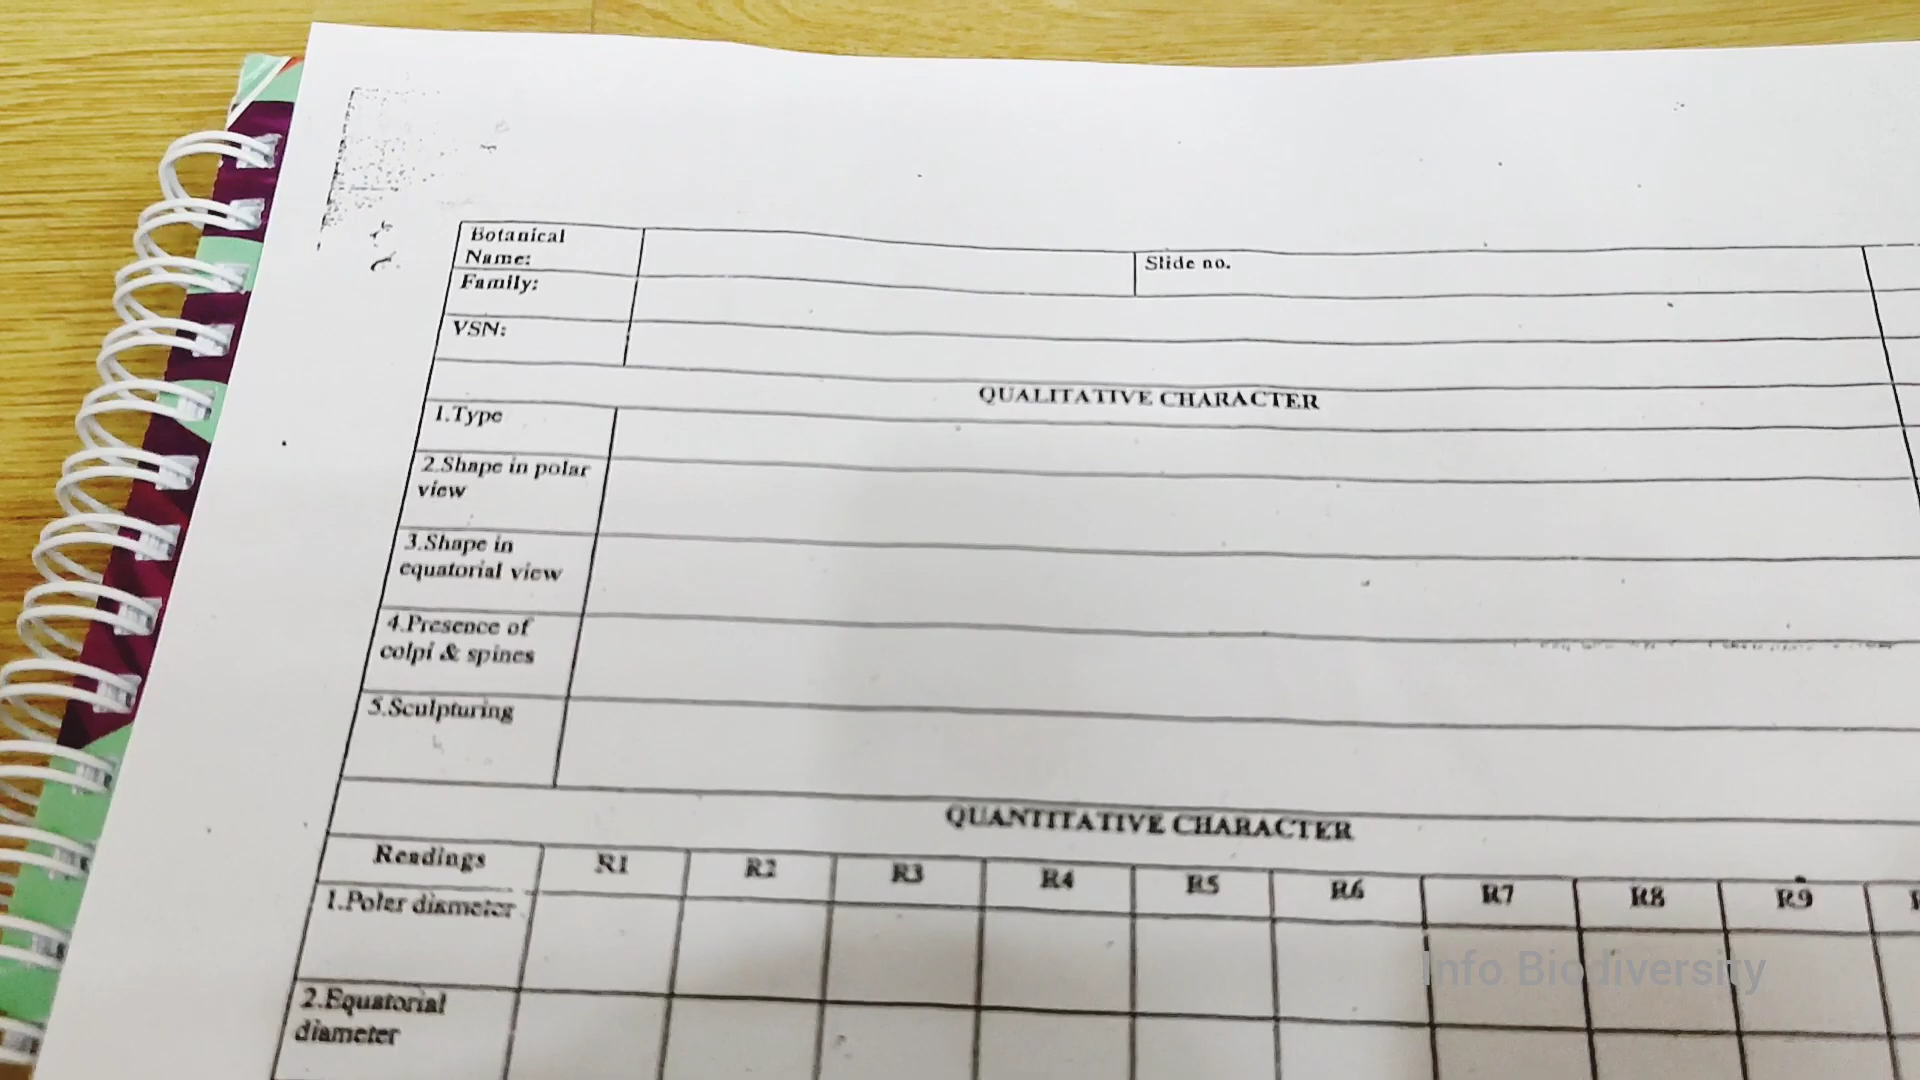 Botanical
Name:
Slide no.
Family:
VSN:
QUALITATIVE CHARACTER
1.Type
2.Shape in polar
view
3.Shape in
equatorial view
4.Presence of
colpi & spines
5.Sculpturing
QUANTITATIVE CHARACTER
Readings R1 R2 R3 R4 R5 R6 R7 R8 R9
1.Polar diameter
2.Equatorial
diameter
Info Biodiversity